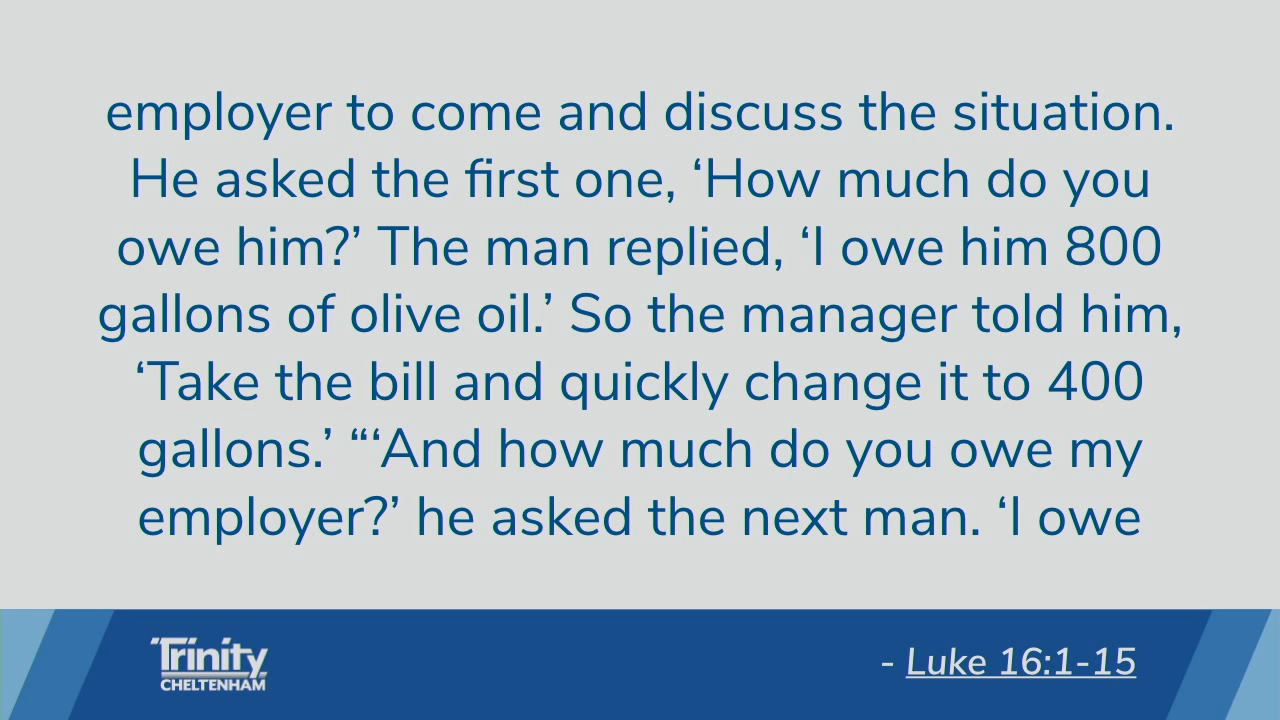 employer to come and discuss the situation.
He asked the first one, ‘How much do you
owe him?’ The man replied, ‘I owe him 800
gallons of olive oil.’ So the manager told him,
‘Take the bill and quickly change it to 400
gallons.’ “‘And how much do you owe my
employer?’ he asked the next man. ‘I owe
Trinity
CHELTENHAM
- Luke 16:1-15